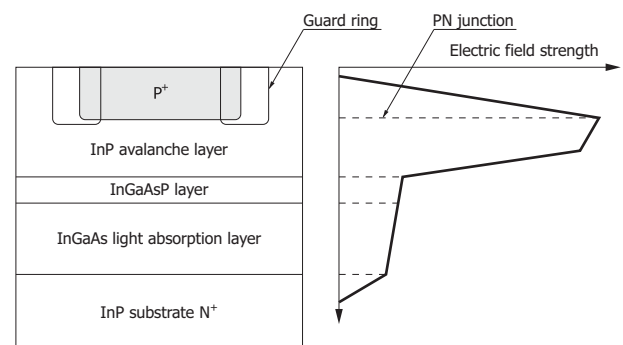 Guard ring
PN junction
Electric field strength
P+
InP avalanche layer
InGaAsP layer
InGaAs light absorption layer
InP substrate N+